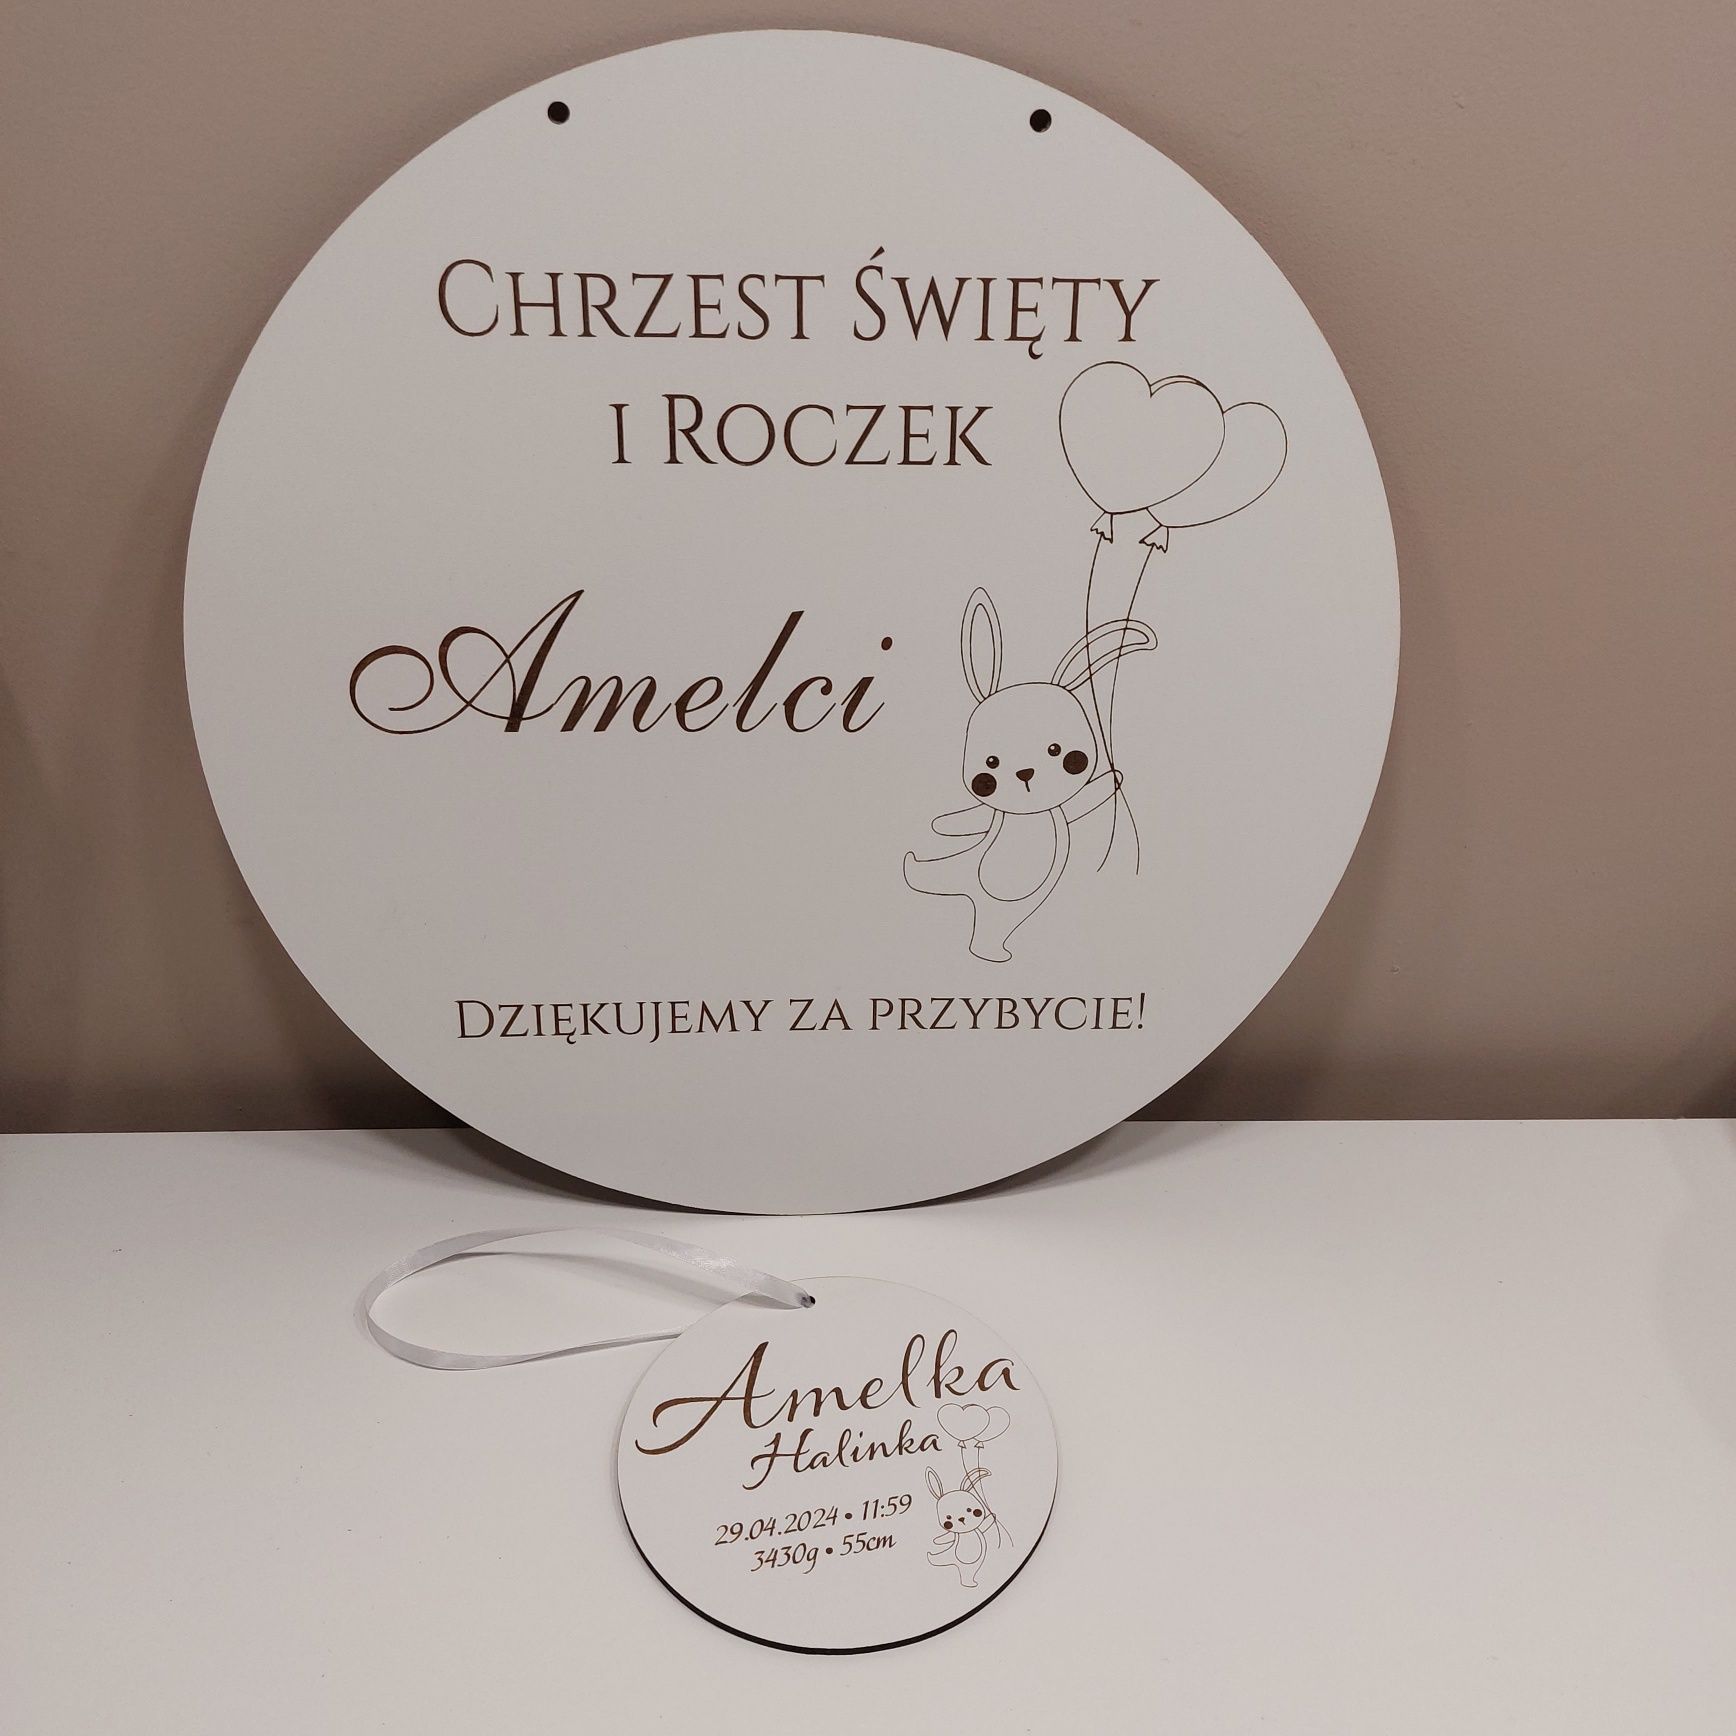 Chrzest Święty
i Roczek
Amelci
Dziękujemy za przybycie!
Amelka
Halinka
29.04.2024 • 11:59
3430g • 55cm